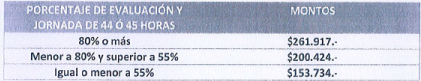 PORCENTAJE DE EVALUACIÓN Y JORNADA DE 44 Ó 45 HORAS MONTOS
80% o más $261.917.-
Menor a 80% y superior a 55% $200.424.-
Igual o menor a 55% $153.734.-